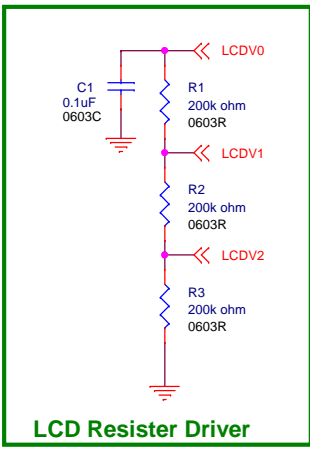 LCDV0
C1
0.1uF
0603C
R1
200k ohm
0603R
LCDV1
R2
200k ohm
0603R
LCDV2
R3
200k ohm
0603R
LCD Resister Driver